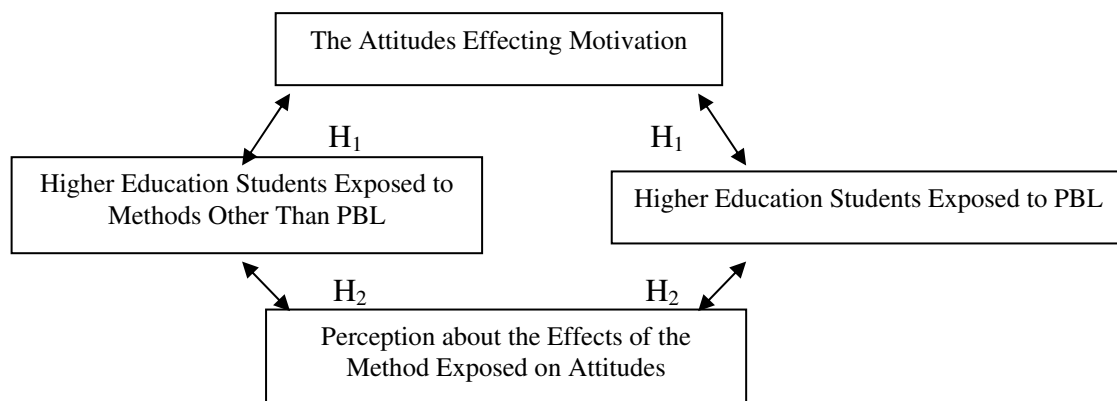 The Attitudes Effecting Motivation
H₁
H₁
Higher Education Students Exposed to
Methods Other Than PBL
Higher Education Students Exposed to PBL
H₂
H₂
Perception about the Effects of the
Method Exposed on Attitudes